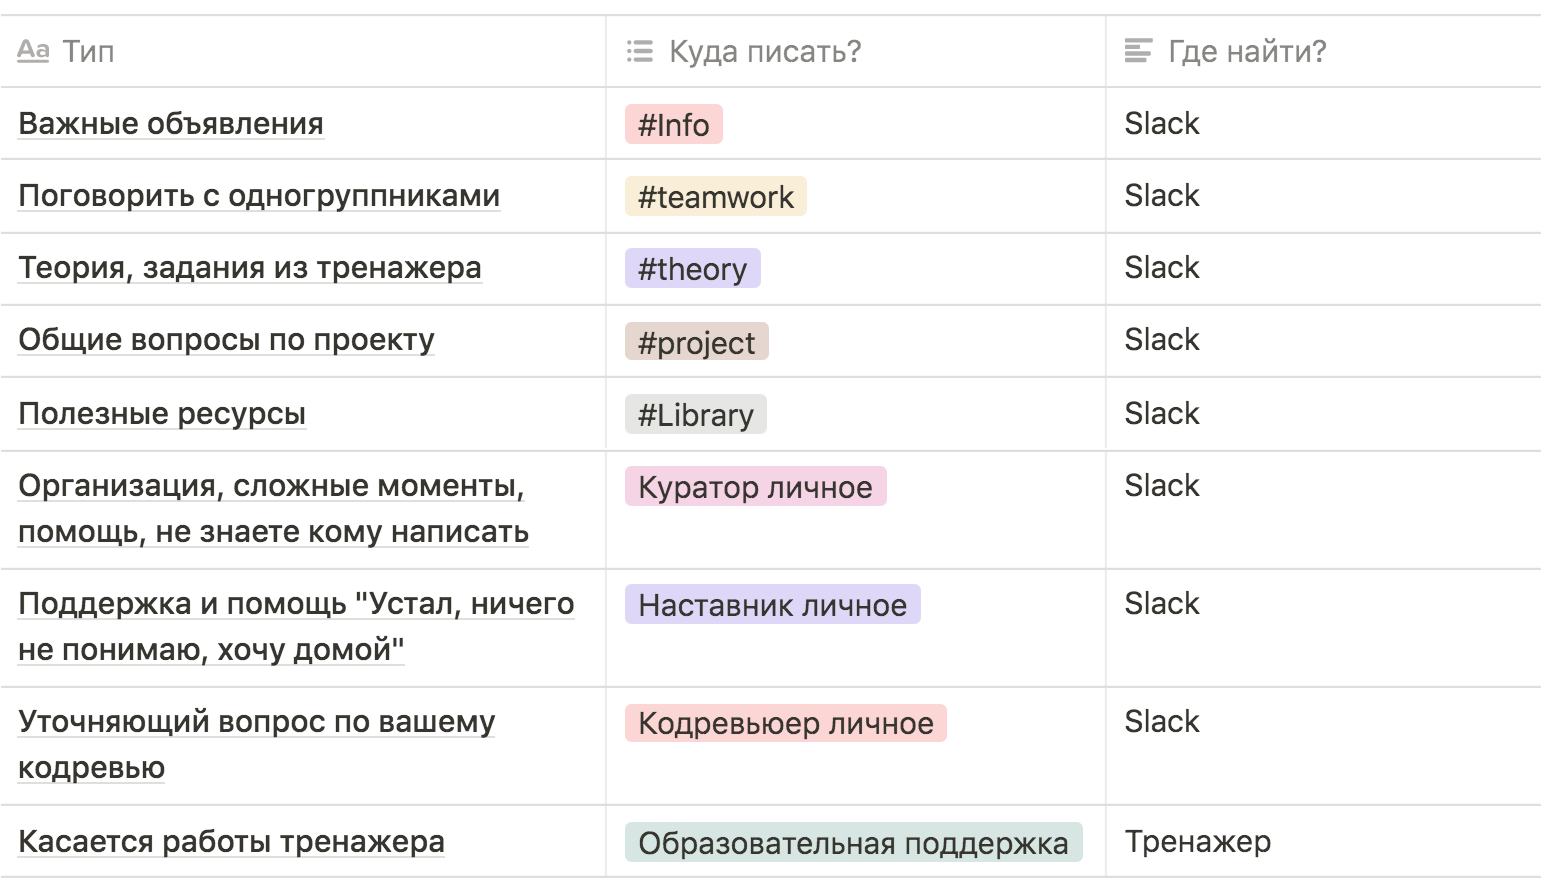 Aa Тип
Куда писать?
Где найти?
Важные объявления
#Info
Slack
Поговорить с одногруппниками
#teamwork
Slack
Теория, задания из тренажера
#theory
Slack
Общие вопросы по проекту
#project
Slack
Полезные ресурсы
#Library
Slack
Организация, сложные моменты,
помощь, не знаете кому написать
Куратор личное
Slack
Поддержка и помощь "Устал, ничего
не понимаю, хочу домой"
Наставник личное
Slack
Уточняющий вопрос по вашему
кодревью
Кодревьюер личное
Slack
Касается работы тренажера
Образовательная поддержка
Тренажер